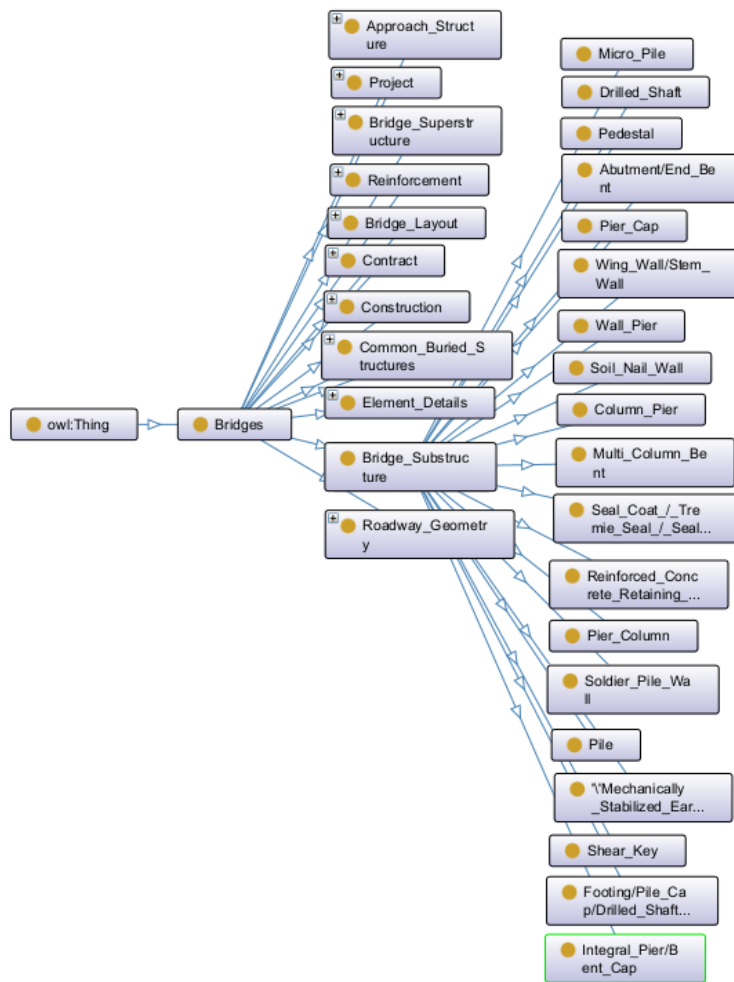 owl:Thing
Bridges
Approach_Struct
ure
Project
Bridge_Superstr
ucture
Reinforcement
Bridge_Layout
Contract
Construction
Common_Buried_S
tructures
Element_Details
Bridge_Substruc
ture
Roadway_Geometr
y
Micro_Pile
Drilled_Shaft
Pedestal
Abutment/End_Be
nt
Pier_Cap
Wing_Wall/Stem_
Wall
Wall_Pier
Soil_Nail_Wall
Column_Pier
Multi_Column_Be
nt
Seal_Coat_/_Tre
mie_Seal_/_Seal...
Reinforced_Conc
rete_Retaining_...
Pier_Column
Soldier_Pile_Wa
ll
Pile
"\"Mechanically
_Stabilized_Ear...
Shear_Key
Footing/Pile_Ca
p/Drilled_Shaft...
Integral_Pier/B
ent_Cap